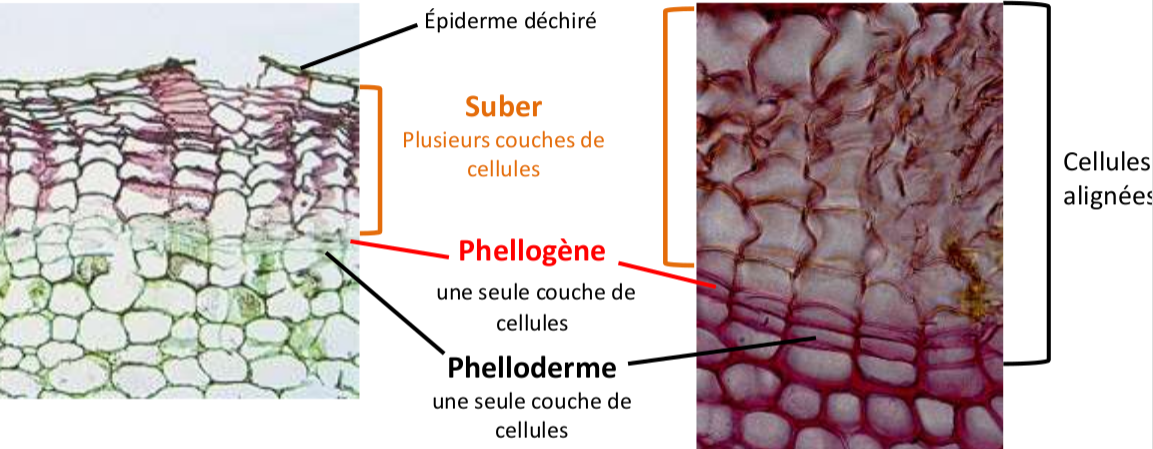 Épiderme déchiré
Suber
Plusieurs couches de
cellules
Phellogène
une seule couche de
cellules
Phelloderme
une seule couche de
cellules
Cellules
alignées